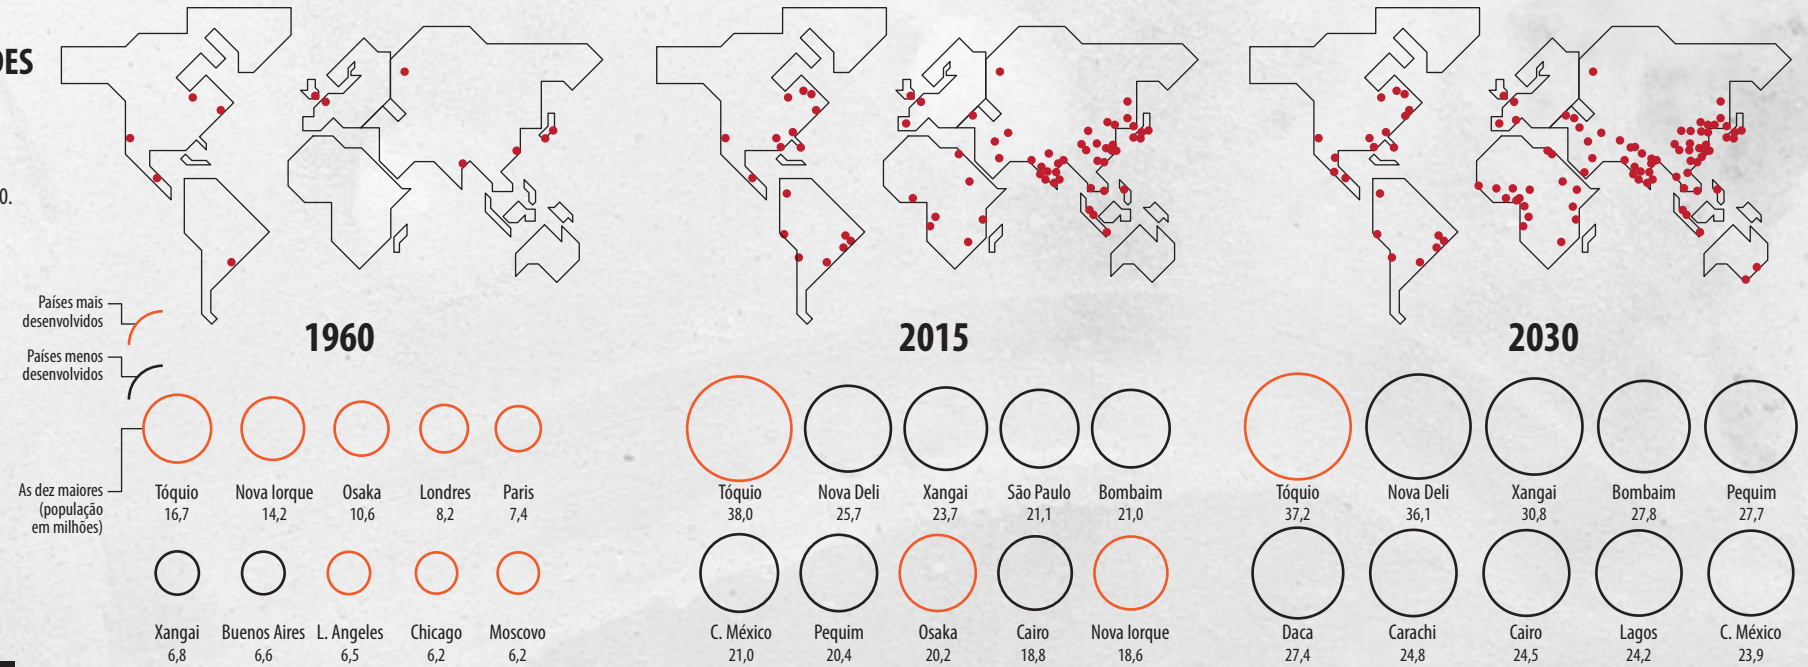 DES
0.
Países mais
desenvolvidos
Países menos
desenvolvidos
As dez maiores
(população
em milhões)
1960
Tóquio Nova Iorque Osaka Londres Paris
16,7 14,2 10,6 8,2 7,4
Xangai Buenos Aires L. Angeles Chicago Moscovo
6,8 6,6 6,5 6,2 6,2
2015
Tóquio Nova Deli Xangai São Paulo Bombaim
38,0 25,7 23,7 21,1 21,0
C. México Pequim Osaka Cairo Nova Iorque
21,0 20,4 20,2 18,8 18,6
2030
Tóquio Nova Deli Xangai Bombaim Pequim
37,2 36,1 30,8 27,8 27,7
Daca Carachi Cairo Lagos C. México
27,4 24,8 24,5 24,2 23,9